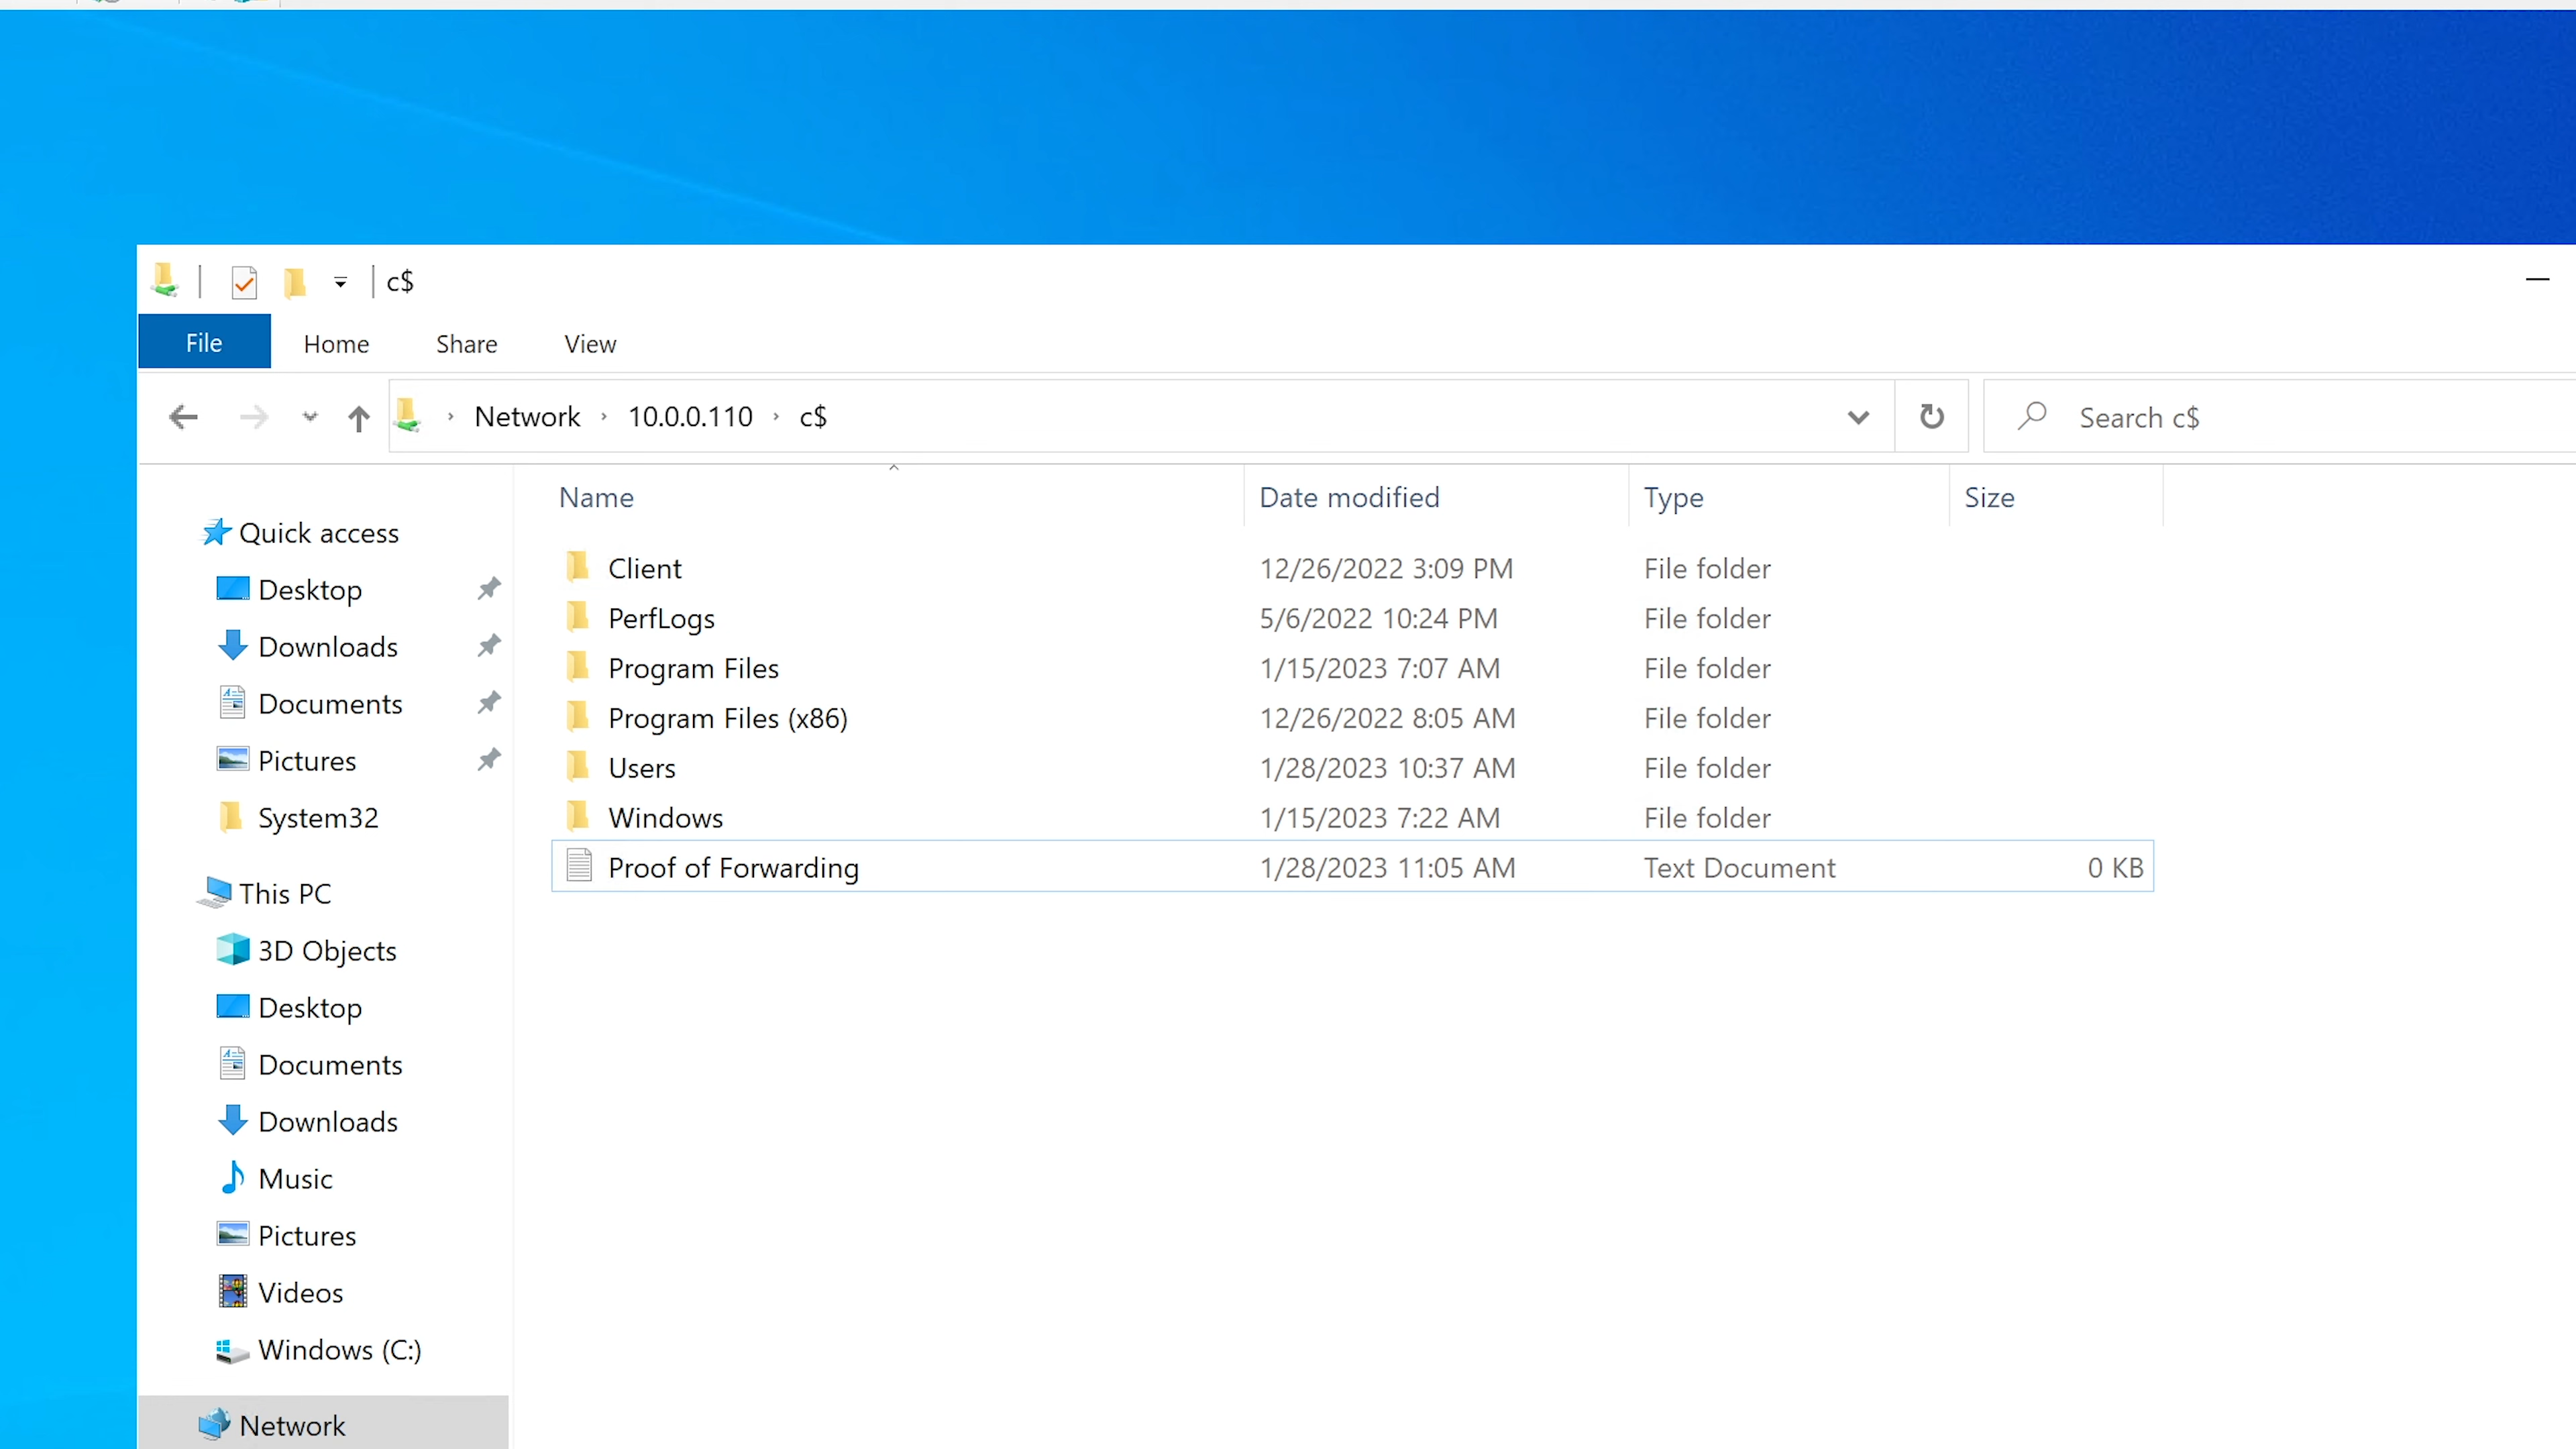 c$
File Home Share View
Network 10.0.0.110 c$ Search c$
Name Date modified Type Size
Quick access
Desktop
Downloads
Documents
Pictures
System32
This PC
3D Objects
Desktop
Documents
Downloads
Music
Pictures
Videos
Windows (C:)
Network
Client 12/26/2022 3:09 PM File folder
PerfLogs 5/6/2022 10:24 PM File folder
Program Files 1/15/2023 7:07 AM File folder
Program Files (x86) 12/26/2022 8:05 AM File folder
Users 1/28/2023 10:37 AM File folder
Windows 1/15/2023 7:22 AM File folder
Proof of Forwarding 1/28/2023 11:05 AM Text Document 0 KB